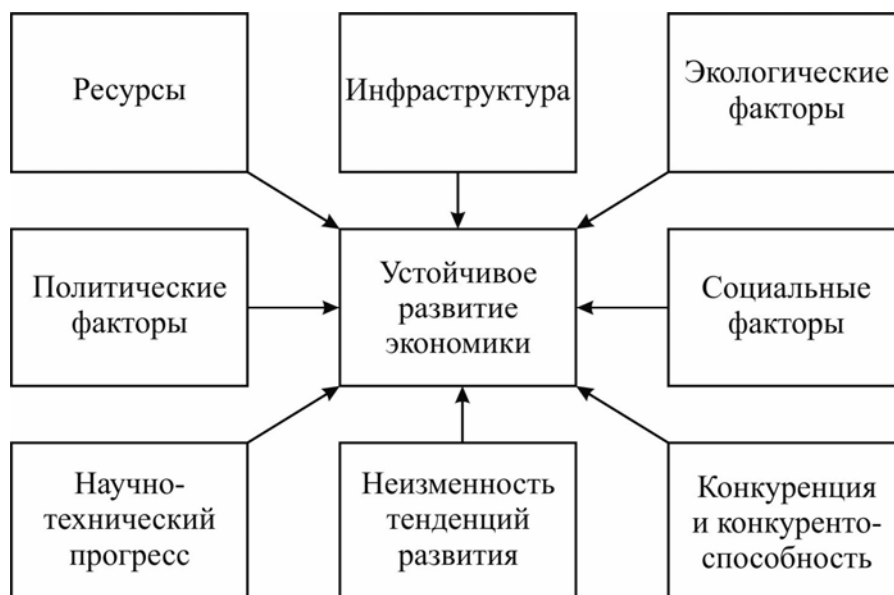 Ресурсы
Инфраструктура
Экологические
факторы
Политические
факторы
Устойчивое
развитие
экономики
Социальные
факторы
Научно-
технический
прогресс
Неизменность
тенденций
развития
Конкуренция
и конкуренто-
способность